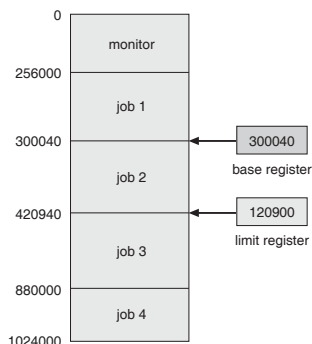 0
monitor
256000
job 1
300040
300040
base register
job 2
420940
120900
limit register
job 3
880000
job 4
1024000